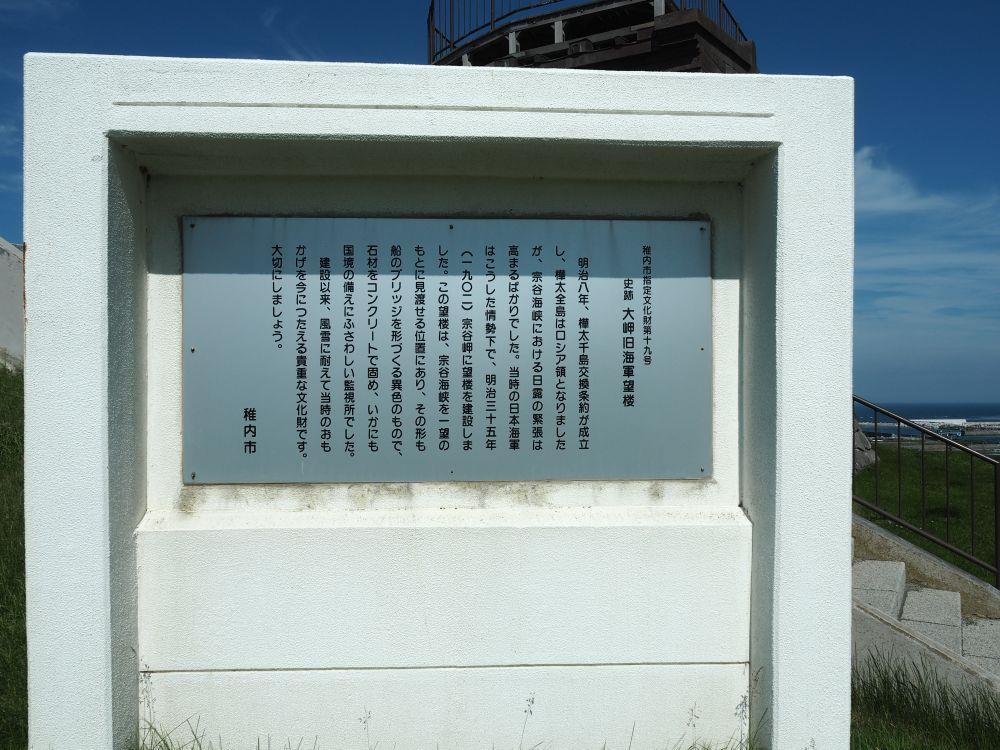 稚内市指定文化財第十九号
史跡 大岬旧海軍望楼
明治八年、樺太千島交換条約が成立
し、樺太全島はロシア領となりました
が、宗谷海峡における日露の緊張は
高まるばかりでした。当時の日本海軍
はこうした情勢下で、明治三十五年
(一九〇二)宗谷岬に望楼を建設しま
した。この望楼は、宗谷海峡を一望の
もとに見渡せる位置にあり、その形も
船のブリッジを形づくる異色のもので、
石材をコンクリートで固め、いかにも
国境の備えにふさわしい監視所でした。
建設以来、風雪に耐えて当時のおも
かげを今につたえる貴重な文化財です。
大切にしましょう。
稚内市